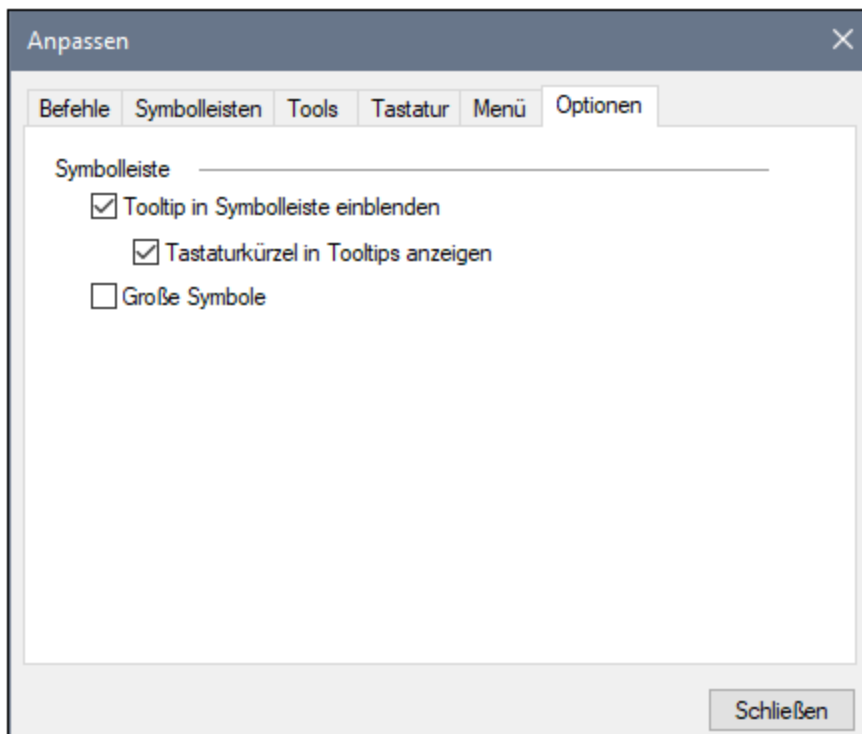 Anpassen
Befehle Symbolleisten Tools Tastatur Menü Optionen
Symbolleiste
Tooltip in Symbolleiste einblenden
Tastaturkürzel in Tooltips anzeigen
Große Symbole
Schließen